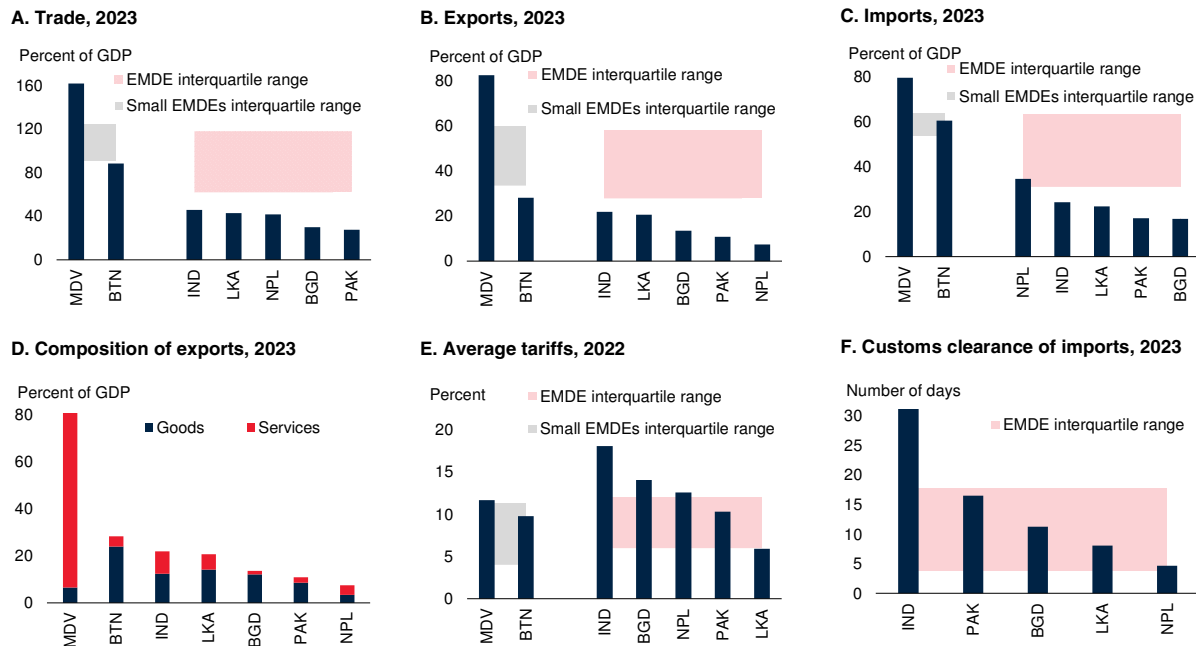 A. Trade, 2023
Percent of GDP
EMDE interquartile range
Small EMDEs interquartile range
160
120
80
40
0
MDV
BTN
IND
LKA
NPL
BGD
PAK
B. Exports, 2023
Percent of GDP
EMDE interquartile range
Small EMDEs interquartile range
80
60
40
20
0
MDV
BTN
IND
LKA
BGD
PAK
NPL
C. Imports, 2023
Percent of GDP
EMDE interquartile range
Small EMDEs interquartile range
80
60
40
20
0
MDV
BTN
NPL
IND
LKA
PAK
BGD
D. Composition of exports, 2023
Percent of GDP
Goods
Services
80
60
40
20
0
MDV
BTN
IND
LKA
BGD
PAK
NPL
E. Average tariffs, 2022
Percent
EMDE interquartile range
Small EMDEs interquartile range
20
15
10
5
0
MDV
BTN
IND
BGD
NPL
PAK
LKA
F. Customs clearance of imports, 2023
Number of days
EMDE interquartile range
30
25
20
15
10
5
0
IND
PAK
BGD
LKA
NPL